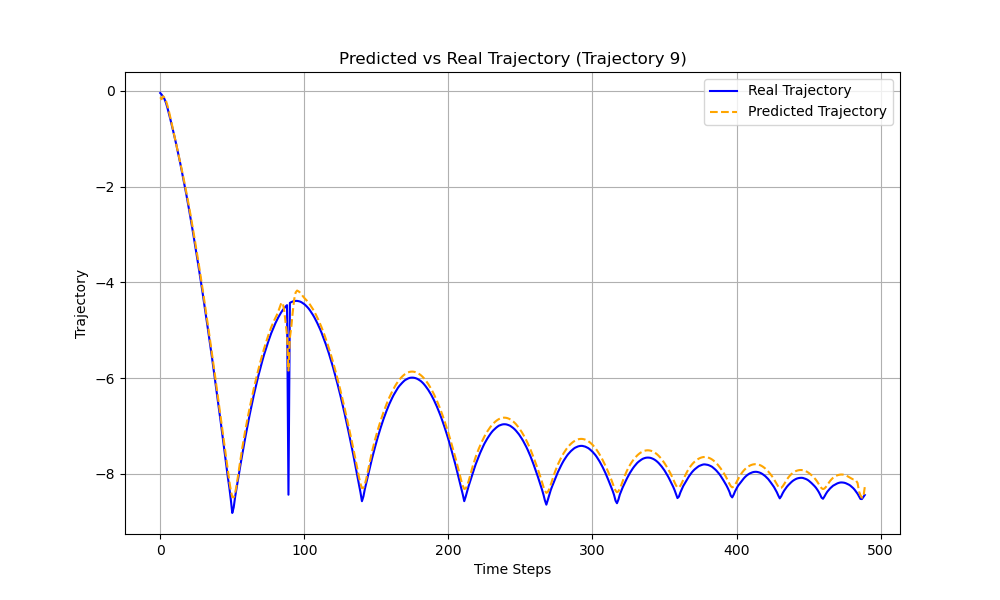 Predicted vs Real Trajectory (Trajectory 9)
Real Trajectory
Predicted Trajectory
0
−2
−4
−6
−8
Trajectory
0 100 200 300 400 500
Time Steps